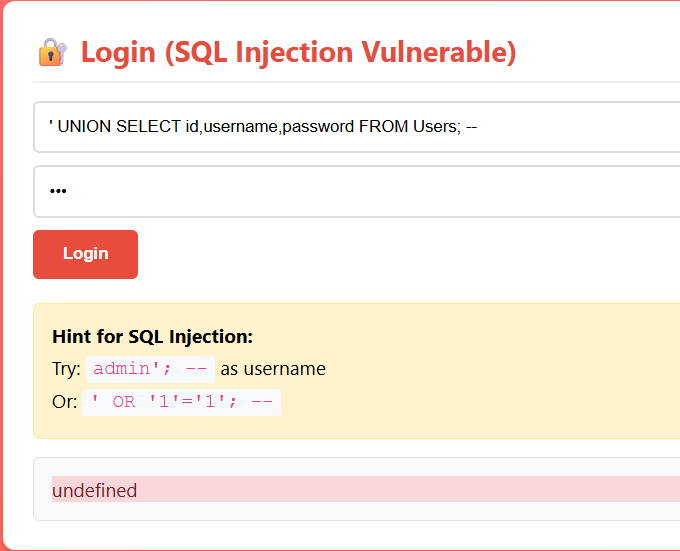 Login (SQL Injection Vulnerable)
' UNION SELECT id,username,password FROM Users; --
•••
Login
Hint for SQL Injection:
Try: admin'; -- as username
Or: ' OR '1'='1'; --
undefined